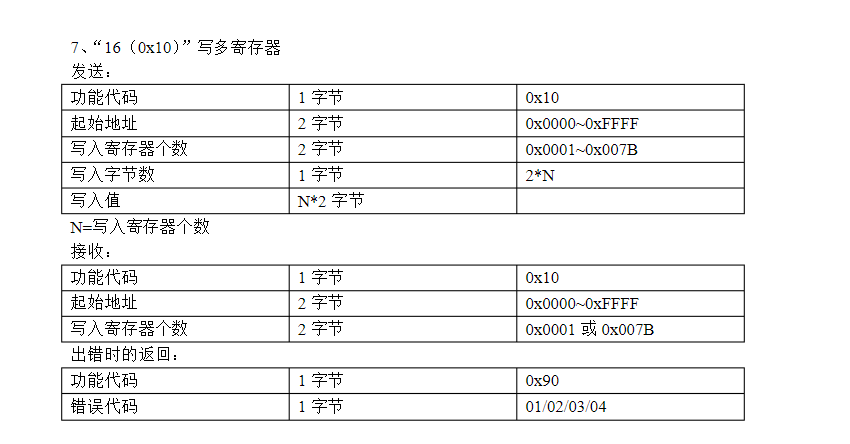 7、“16（0x10）”写多寄存器
发送：
功能代码 1 字节 0x10
起始地址 2 字节 0x0000~0xFFFF
写入寄存器个数 2 字节 0x0001~0x007B
写入字节数 1 字节 2*N
写入值 N*2 字节
N=写入寄存器个数
接收：
功能代码 1 字节 0x10
起始地址 2 字节 0x0000~0xFFFF
写入寄存器个数 2 字节 0x0001 或 0x007B
出错时的返回：
功能代码 1 字节 0x90
错误代码 1 字节 01/02/03/04